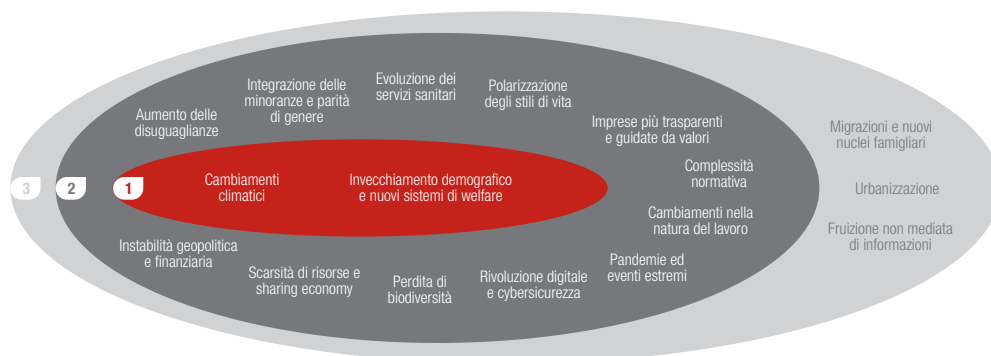 Integrazione delle
minoranze e parità
di genere
Evoluzione dei
servizi sanitari
Polarizzazione
degli stili di vita
Aumento delle
disuguaglianze
Imprese più trasparenti
e guidate da valori
Migrazioni e nuovi
nuclei famigliari
3
2
1
Cambiamenti
climatici
Invecchiamento demografico
e nuovi sistemi di welfare
Complessità
normativa
Urbanizzazione
Cambiamenti nella
natura del lavoro
Fruizione non mediata
di informazioni
Instabilità geopolitica
e finanziaria
Scarsità di risorse e
sharing economy
Perdita di
biodiversità
Rivoluzione digitale
e cybersicurezza
Pandemie ed
eventi estremi